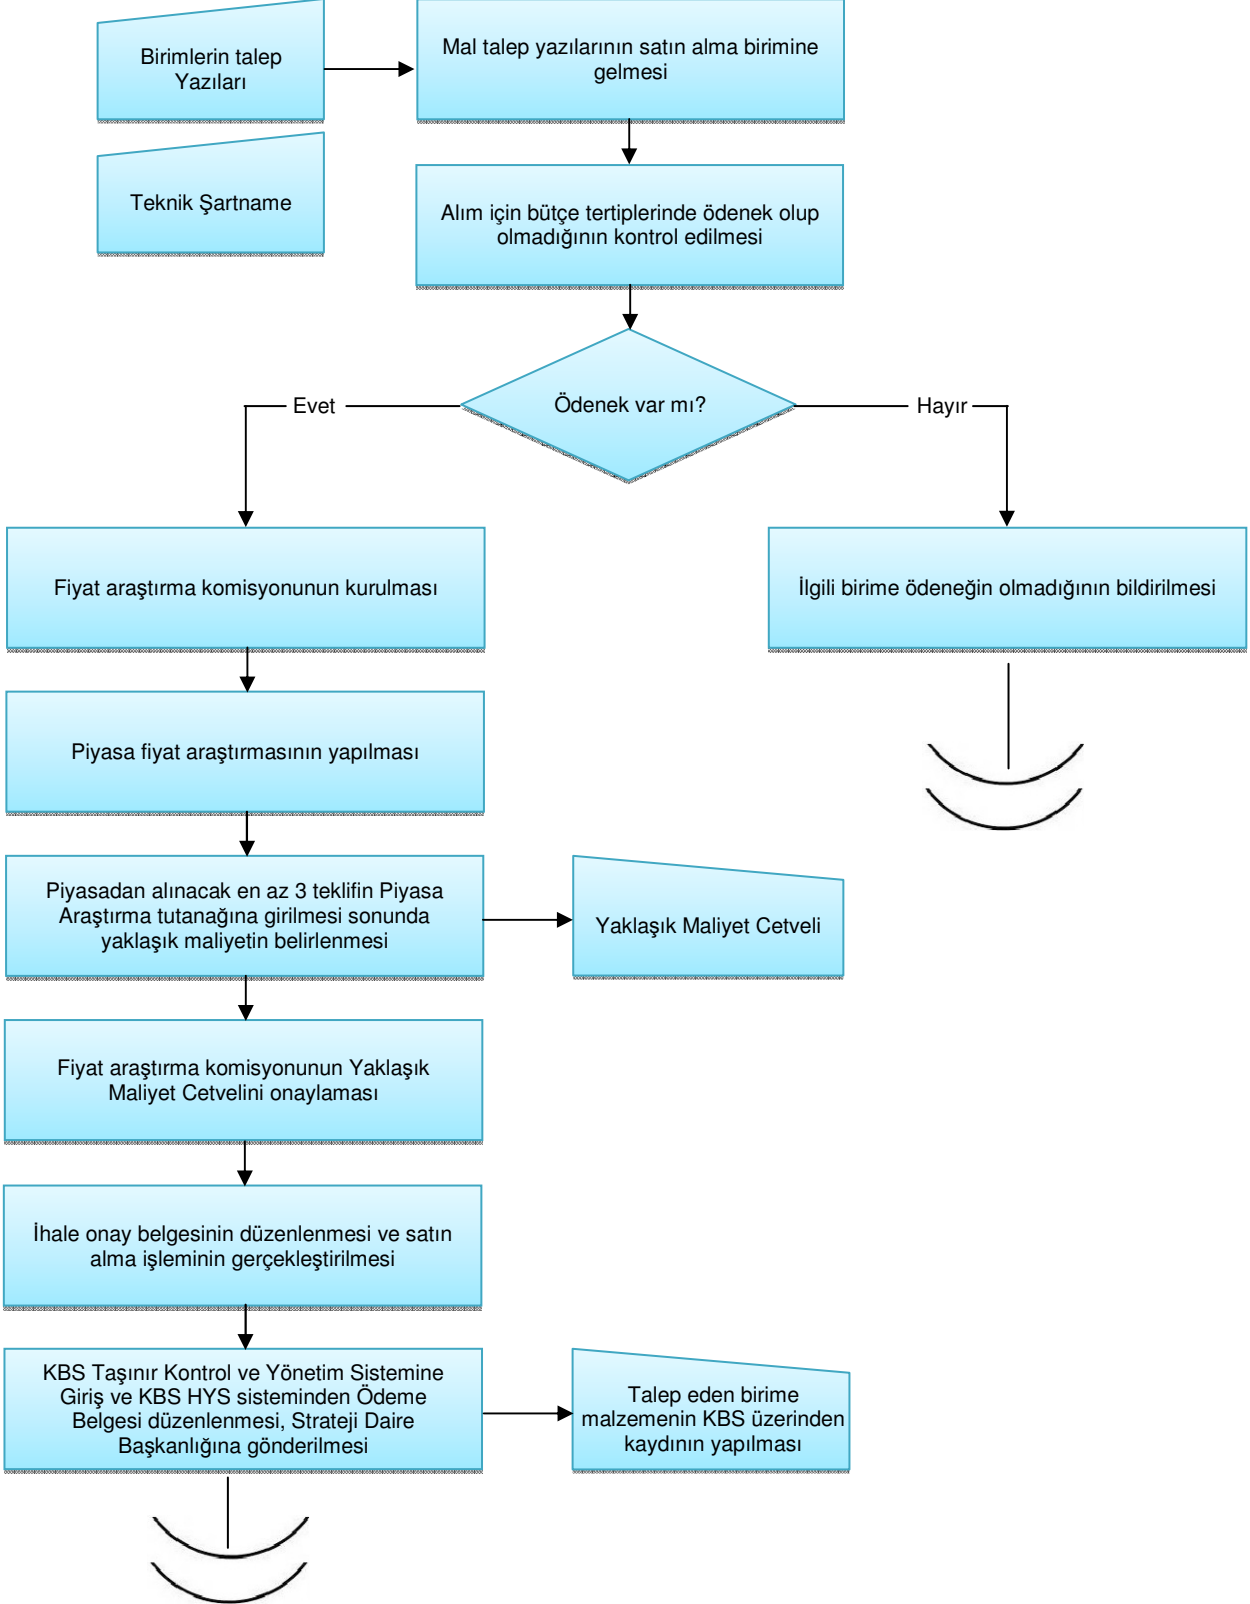 Birimlerin talep
Yazıları
Mal talep yazılarının satın alma birimine
gelmesi
Teknik Şartname
Alım için bütçe tertiplerinde ödenek olup
olmadığının kontrol edilmesi
Ödenek var mı?
Evet
Hayır
Fiyat araştırma komisyonunun kurulması
İlgili birime ödeneğin olmadığının bildirilmesi
Piyasa fiyat araştırmasının yapılması
Piyasadan alınacak en az 3 teklifin Piyasa
Araştırma tutanağına girilmesi sonunda
yaklaşık maliyetin belirlenmesi
Yaklaşık Maliyet Cetveli
Fiyat araştırma komisyonunun Yaklaşık
Maliyet Cetvelini onaylaması
İhale onay belgesinin düzenlenmesi ve satın
alma işleminin gerçekleştirilmesi
KBS Taşınır Kontrol ve Yönetim Sistemine
Giriş ve KBS HYS sisteminden Ödeme
Belgesi düzenlenmesi, Strateji Daire
Başkanlığına gönderilmesi
Talep eden birime
malzemenin KBS üzerinden
kaydının yapılması